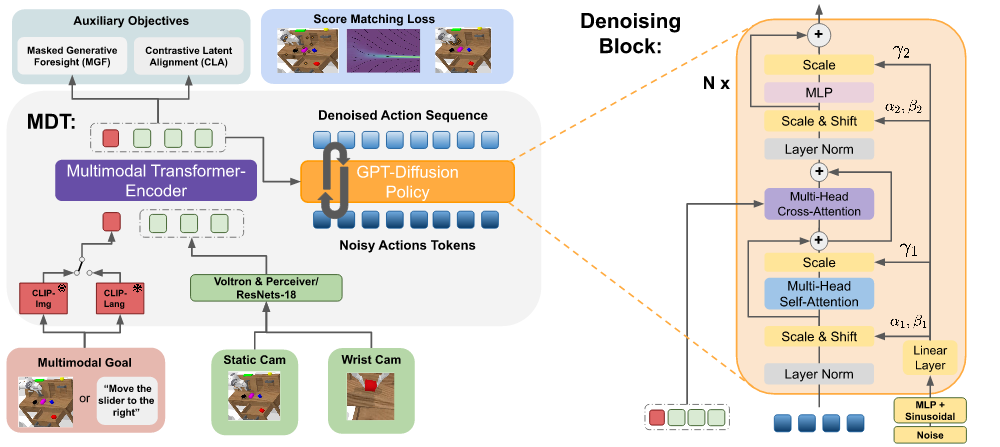 Auxiliary Objectives
Masked Generative
Foresight (MGF)
Contrastive Latent
Alignment (CLA)
Score Matching Loss
MDT:
Multimodal Transformer-
Encoder
Denoised Action Sequence
GPT-Diffusion
Policy
Noisy Actions Tokens
CLIP-
Img
CLIP-
Lang
Voltron & Perceiver/
ResNets-18
Multimodal Goal
or
“Move the
slider to the
right”
Static Cam
Wrist Cam
Denoising
Block:
N x
Scale
γ₂
MLP
Scale & Shift
α₂, β₂
Layer Norm
Multi-Head
Cross-Attention
Scale
γ₁
Multi-Head
Self-Attention
Scale & Shift
α₁, β₁
Layer Norm
Linear
Layer
MLP +
Sinusoidal
Noise